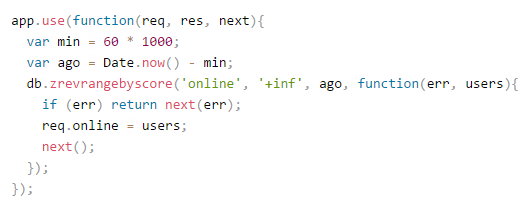 app.use(function(req, res, next){
  var min = 60 * 1000;
  var ago = Date.now() - min;
  db.zrevrangebyscore('online', '+inf', ago, function(err, users){
    if (err) return next(err);
    req.online = users;
    next();
  });
});